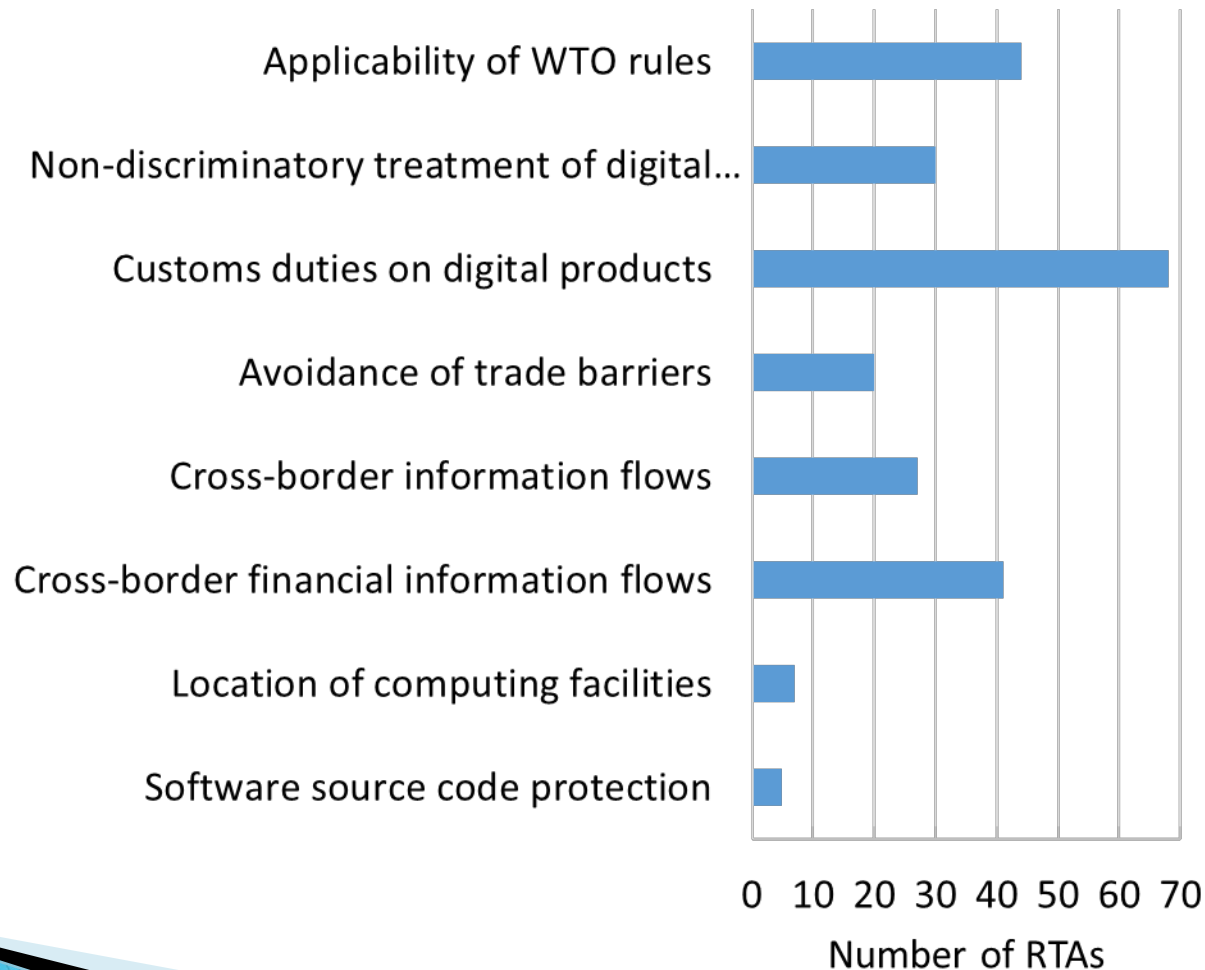 Applicability of WTO rules
Non-discriminatory treatment of digital...
Customs duties on digital products
Avoidance of trade barriers
Cross-border information flows
Cross-border financial information flows
Location of computing facilities
Software source code protection
0 10 20 30 40 50 60 70
Number of RTAs